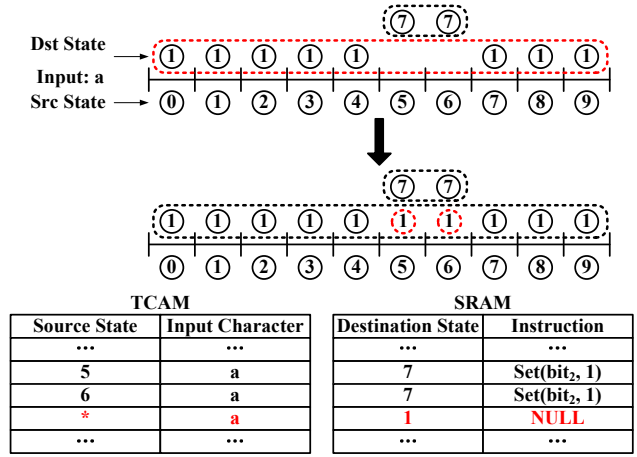 7 7
Dst State 1 1 1 1 1 1 1 1
Input: a
Src State 0 1 2 3 4 5 6 7 8 9
7 7
1 1 1 1 1 1 1 1 1 1
0 1 2 3 4 5 6 7 8 9
TCAM SRAM
Source State Input Character Destination State Instruction
... ... ... ...
5 a 7 Set(bit₂, 1)
6 a 7 Set(bit₂, 1)
* a 1 NULL
... ... ... ...